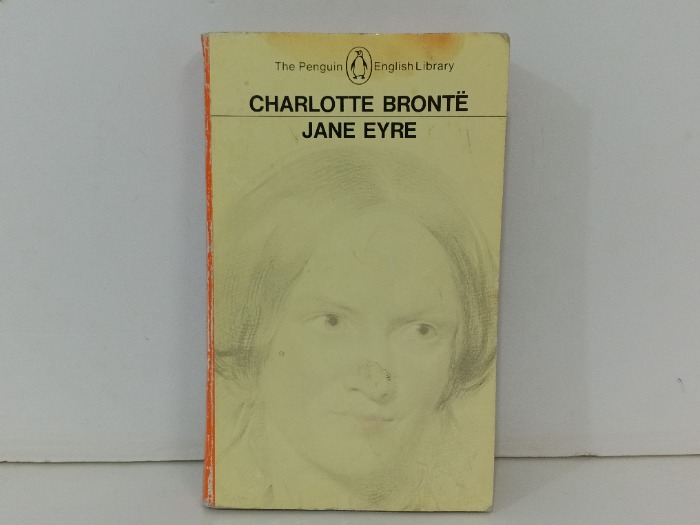 The Penguin English Library
CHARLOTTE BRONTË
JANE EYRE